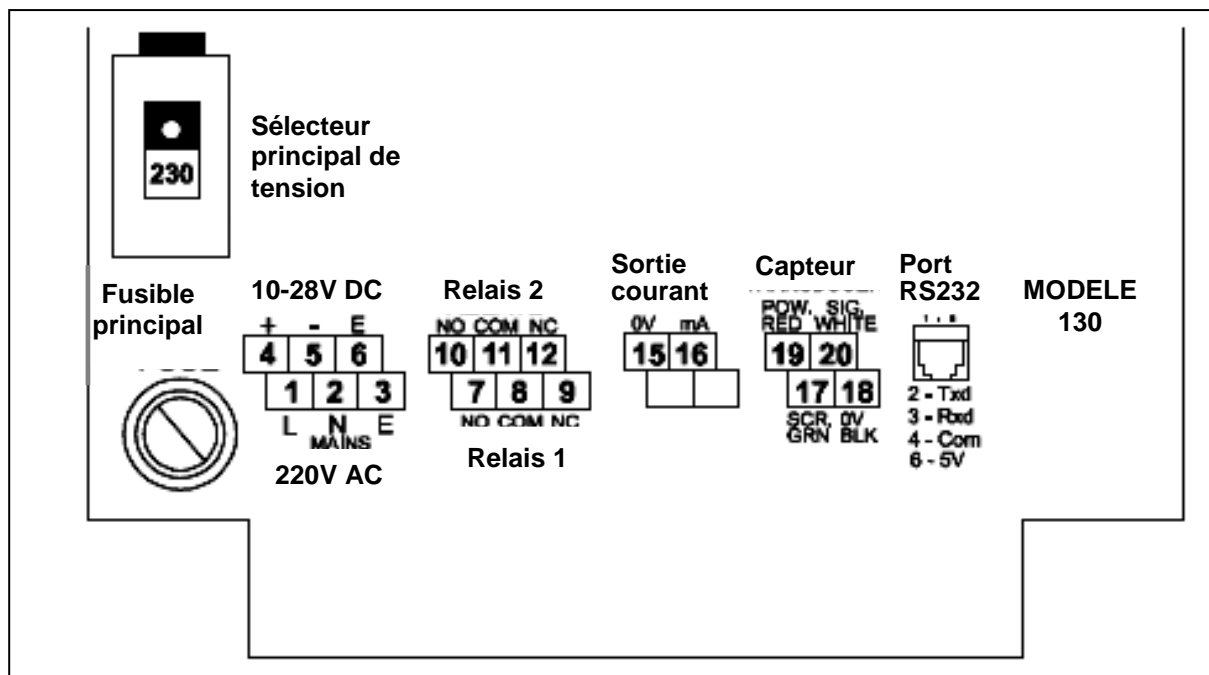 230
Sélecteur
principal de
tension
Fusible
principal
10-28V DC
+ - E
4 5 6
1 2 3
L N E
MAINS
220V AC
Relais 2
NO COM NC
10 11 12
7 8 9
NO COM NC
Relais 1
Sortie
courant
0V mA
15 16
Capteur
POW. SIG.
RED WHITE
19 20
17 18
SCR. 0V
GRN BLK
Port
RS232
2 - Txd
3 - Rxd
4 - Com
6 - 5V
MODELE
130